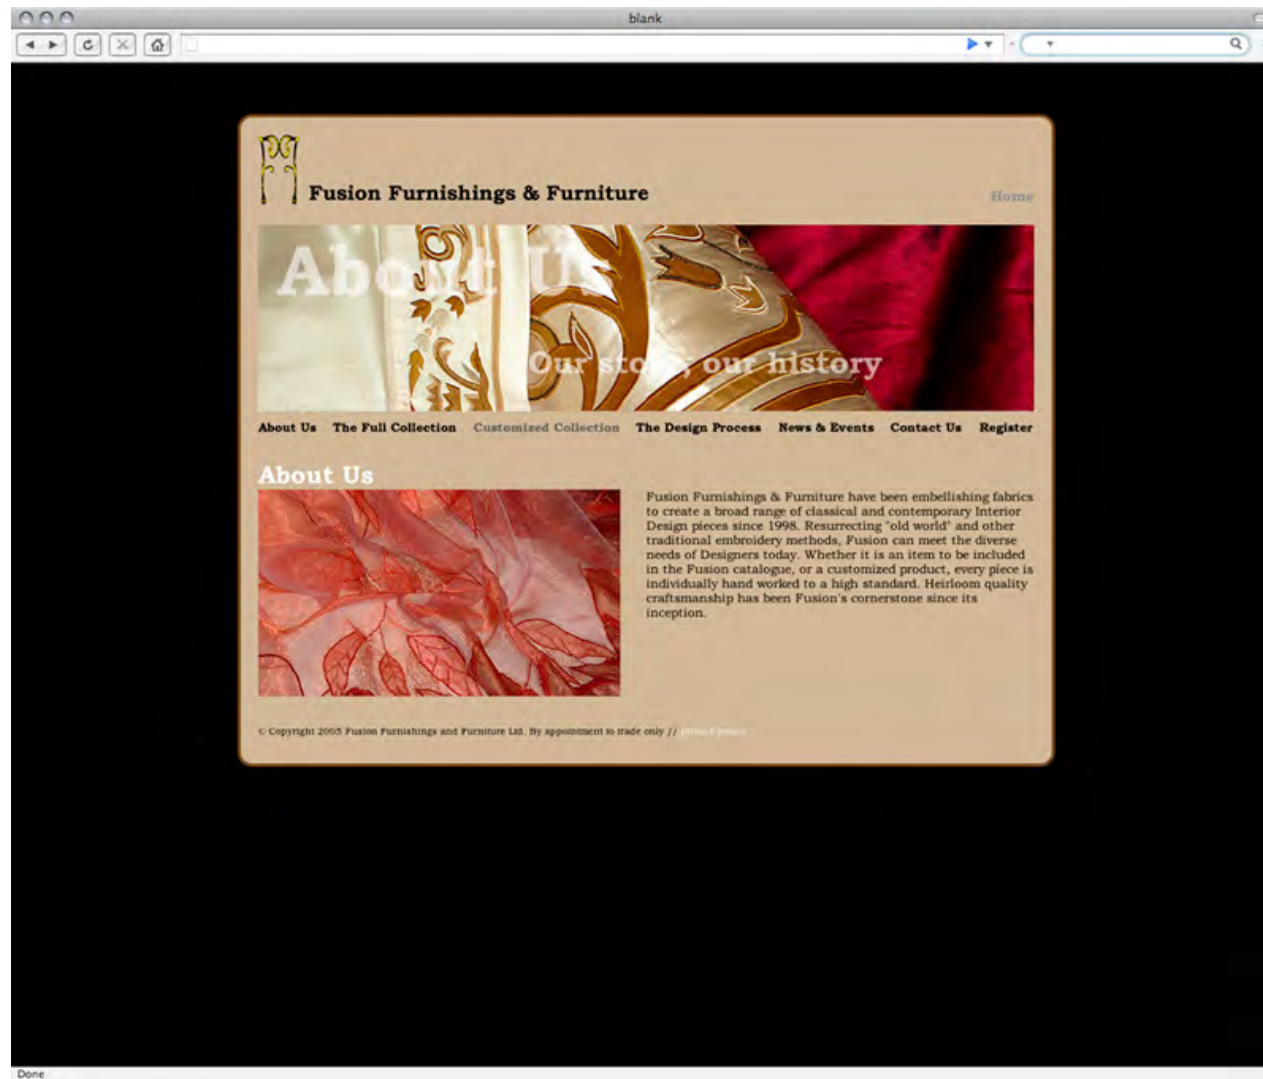 blank
Fusion Furnishings & Furniture
Home
About Us
Our story, our history
About Us The Full Collection Customized Collection The Design Process News & Events Contact Us Register
About Us
Fusion Furnishings & Furniture have been embellishing fabrics
to create a broad range of classical and contemporary Interior
Design pieces since 1998. Resurrecting "old world" and other
traditional embroidery methods, Fusion can meet the diverse
needs of Designers today. Whether it is an item to be included
in the Fusion catalogue, or a customized product, every piece is
individually hand worked to a high standard. Heirloom quality
craftsmanship has been Fusion's cornerstone since its
inception.
© Copyright 2005 Fusion Furnishings and Furniture Ltd. By appointment to trade only // privacy policy
Done